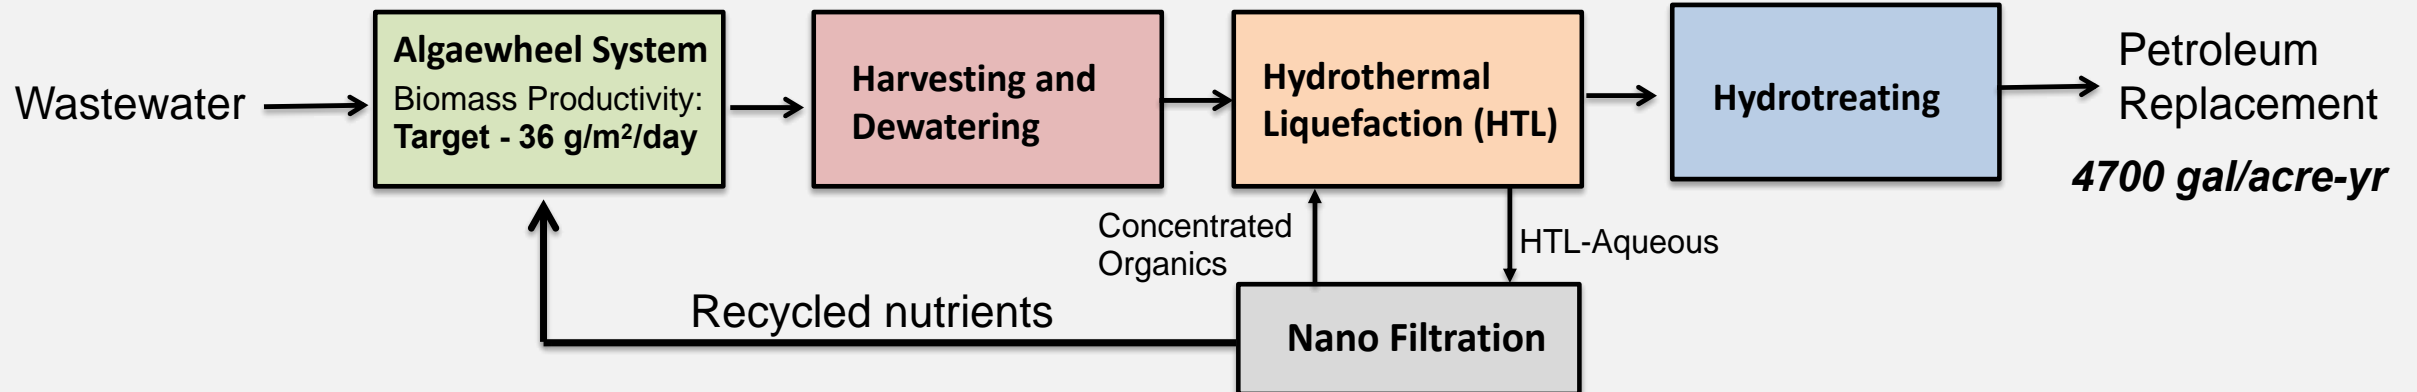 Wastewater
Algaewheel System
Biomass Productivity:
Target - 36 g/m²/day
Harvesting and
Dewatering
Hydrothermal
Liquefaction (HTL)
Hydrotreating
Petroleum
Replacement
4700 gal/acre-yr
Concentrated
Organics
HTL-Aqueous
Recycled nutrients
Nano Filtration